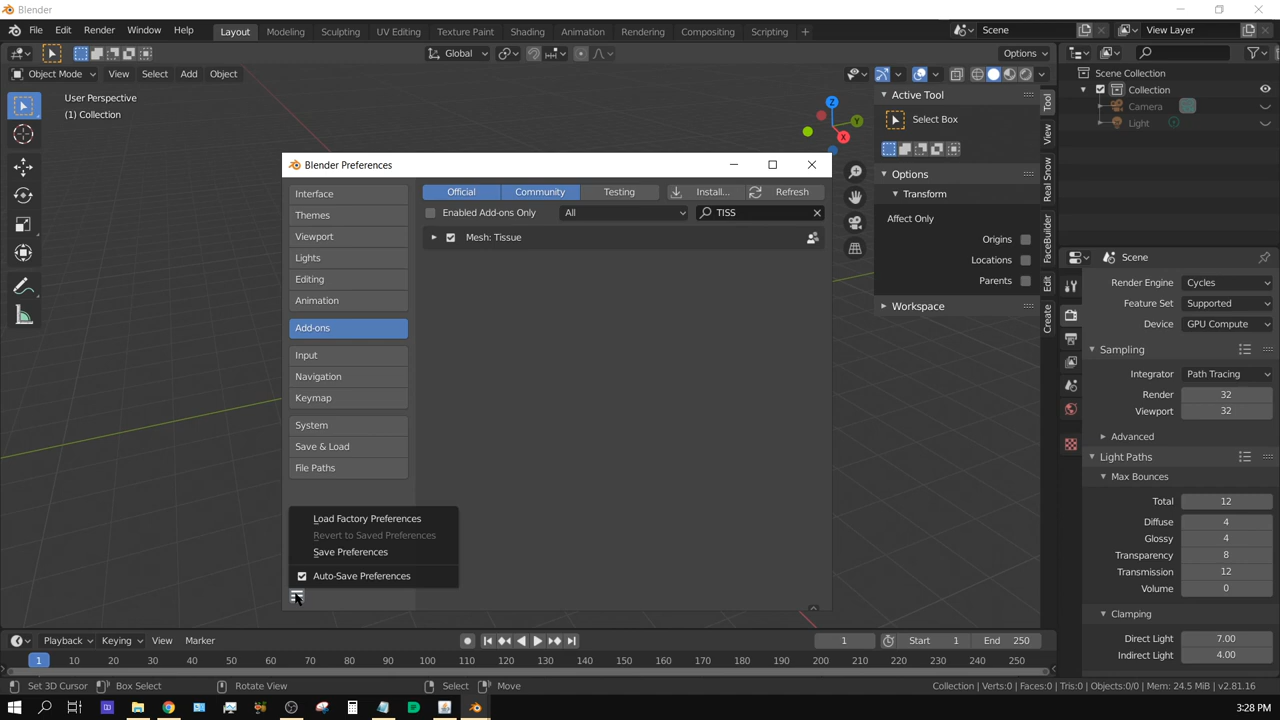 Blender
File Edit Render Window Help Layout Modeling Sculpting UV Editing Texture Paint Shading Animation Rendering Compositing Scripting + Scene View Layer
Global Options
Object Mode View Select Add Object
User Perspective
(1) Collection
Z
Y
X
Active Tool
Select Box
Options
Transform
Affect Only
Origins
Locations
Parents
Workspace
Tool
View
Real Snow
FaceBuilder
Edit
Create
Scene Collection
Collection
Camera
Light
Blender Preferences
Interface
Themes
Viewport
Lights
Editing
Animation
Add-ons
Input
Navigation
Keymap
System
Save & Load
File Paths
Official Community Testing Install... Refresh
Enabled Add-ons Only All TISS
Mesh: Tissue
Load Factory Preferences
Revert to Saved Preferences
Save Preferences
Auto-Save Preferences
Scene
Render Engine Cycles
Feature Set Supported
Device GPU Compute
Sampling
Integrator Path Tracing
Render 32
Viewport 32
Advanced
Light Paths
Max Bounces
Total 12
Diffuse 4
Glossy 4
Transparency 8
Transmission 12
Volume 0
Clamping
Direct Light 7.00
Indirect Light 4.00
Playback Keying View Marker 1 Start 1 End 250
1 10 20 30 40 50 60 70 80 90 100 110 120 130 140 150 160 170 180 190 200 210 220 230 240 250
Set 3D Cursor Box Select Rotate View Select Move Collection | Verts:0 | Faces:0 | Tris:0 | Objects:0/0 | Mem: 24.5 MiB | v2.81.16
3:28 PM